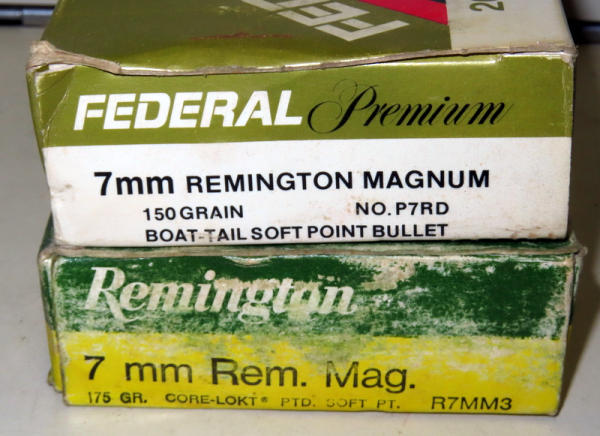 FEDERAL Premium
7mm REMINGTON MAGNUM
150 GRAIN NO. P7RD
BOAT-TAIL SOFT POINT BULLET
Remington
7 mm Rem. Mag.
175 GR. CORE-LOKT® PTD. SOFT PT. R7MM3